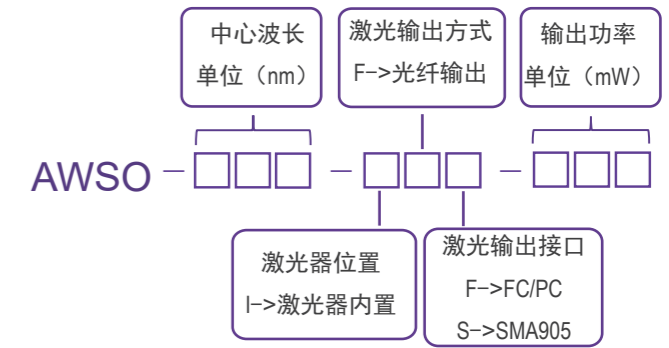 中心波长
单位（nm）
激光输出方式
F->光纤输出
输出功率
单位（mW）
AWSO -□□□ -□□□ -□□□
激光器位置
I->激光器内置
激光输出接口
F->FC/PC
S->SMA905